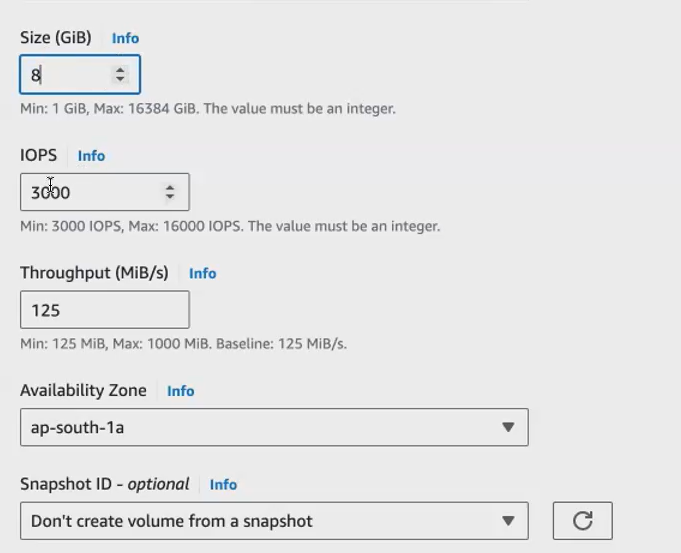 Size (GiB) Info
8
Min: 1 GiB, Max: 16384 GiB. The value must be an integer.
IOPS Info
3000
Min: 3000 IOPS, Max: 16000 IOPS. The value must be an integer.
Throughput (MiB/s) Info
125
Min: 125 MiB, Max: 1000 MiB. Baseline: 125 MiB/s.
Availability Zone Info
ap-south-1a
Snapshot ID - optional Info
Don't create volume from a snapshot